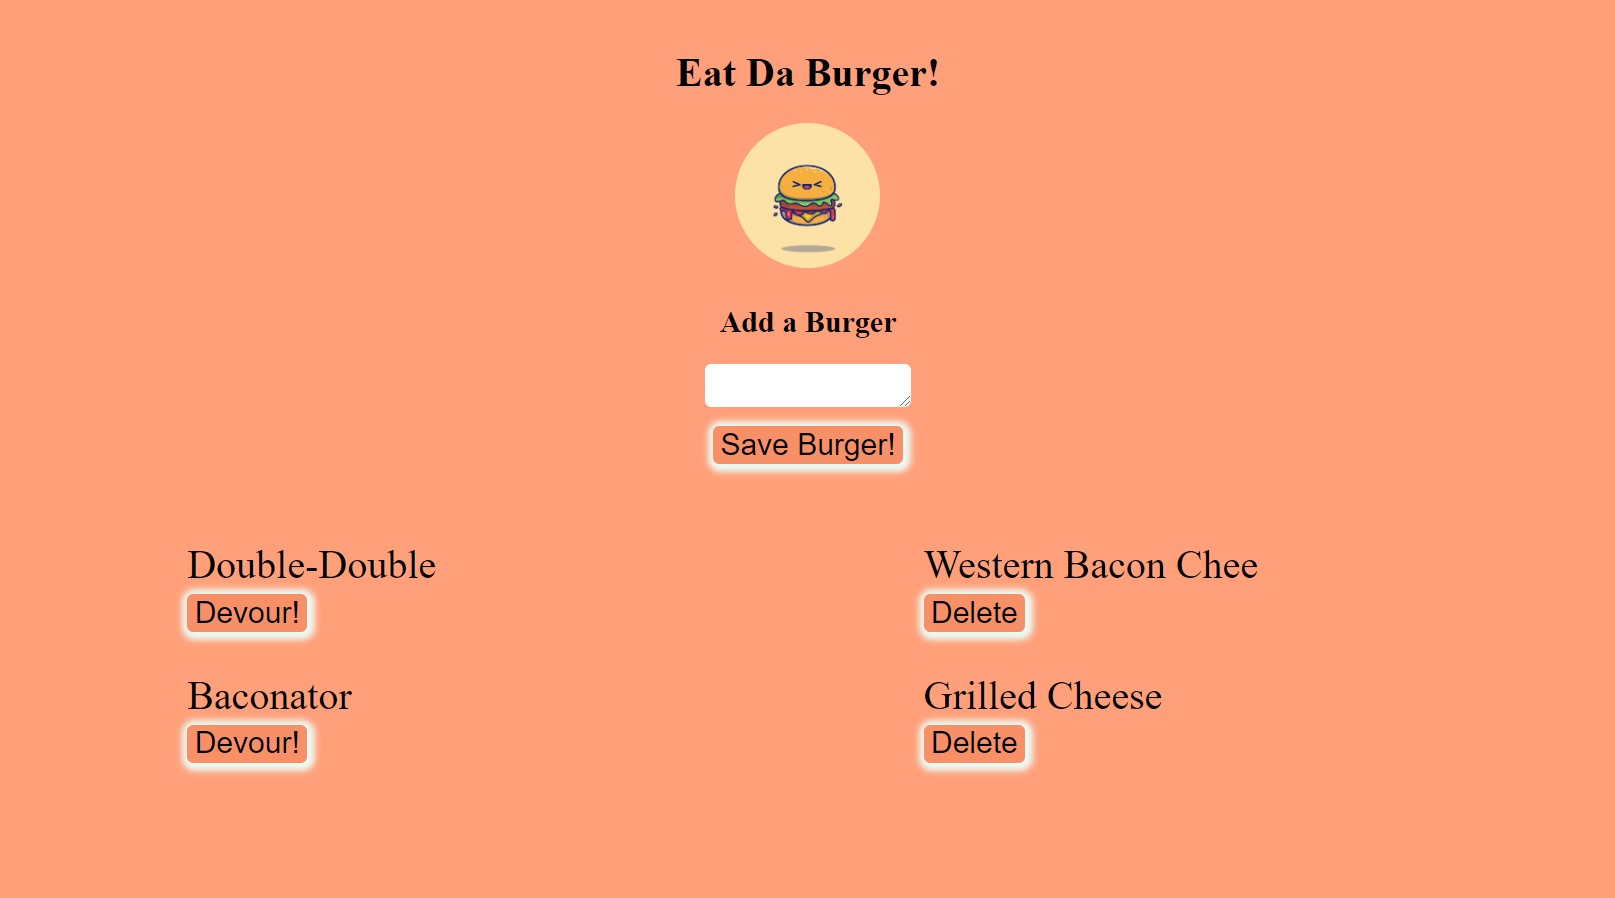 Eat Da Burger!
Add a Burger
Save Burger!
Double-Double
Devour!
Baconator
Devour!
Western Bacon Chee
Delete
Grilled Cheese
Delete